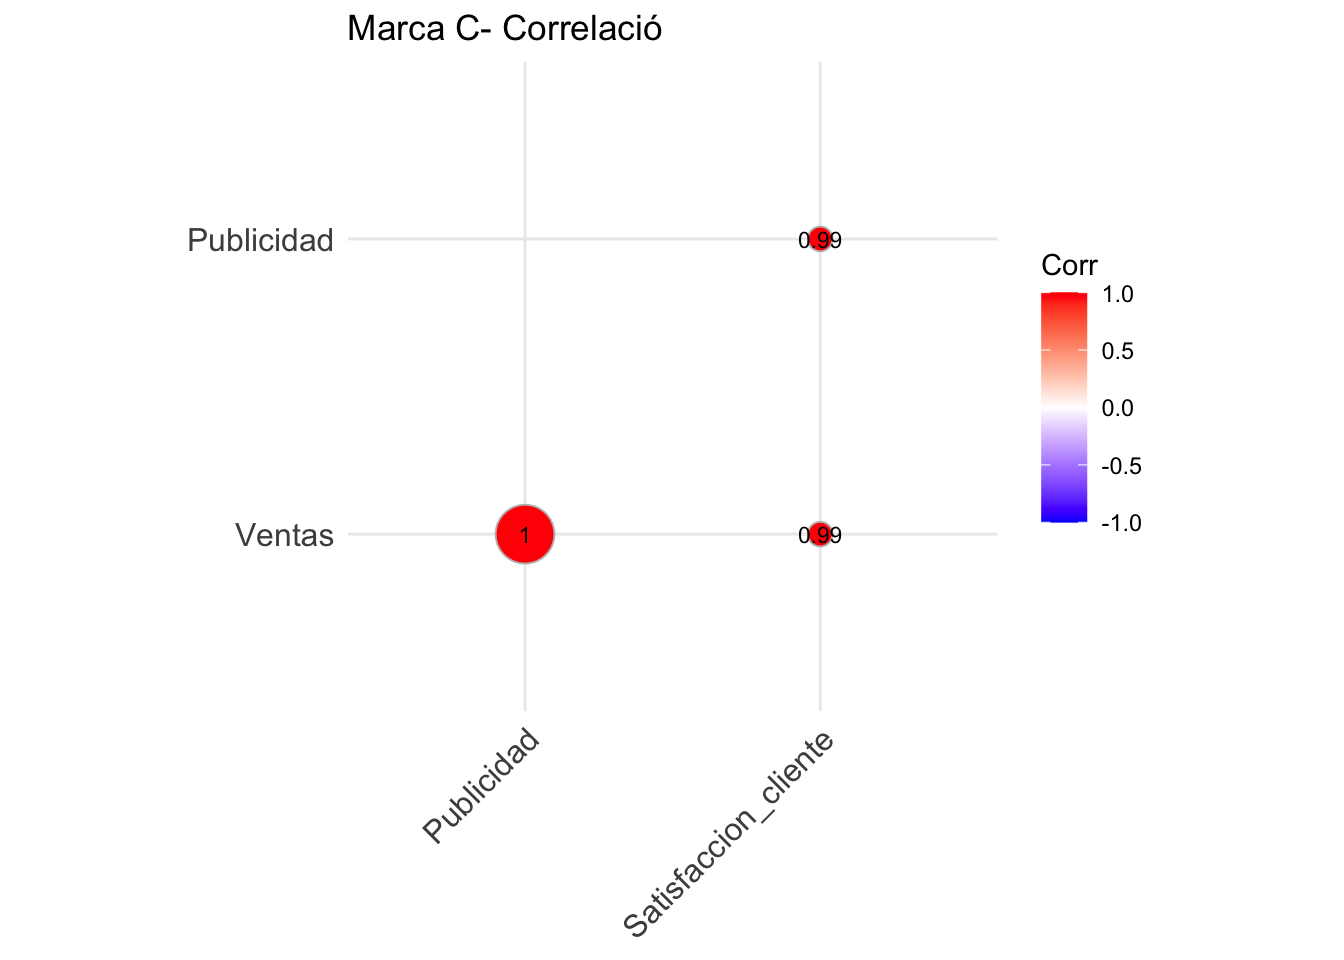 Marca C- Correlació
Publicidad
0.99
Ventas
1
0.99
Publicidad
Satisfaccion_cliente
Corr
1.0
0.5
0.0
-0.5
-1.0